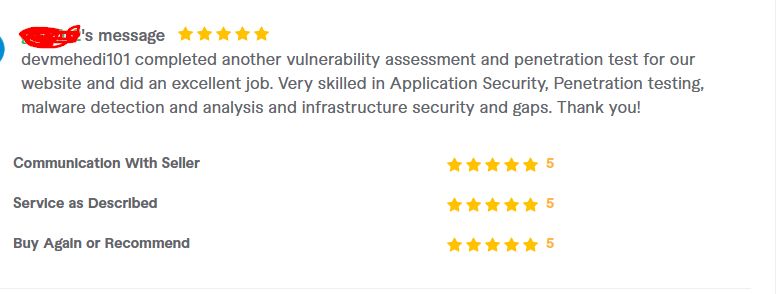 's message
devmehedi101 completed another vulnerability assessment and penetration test for our
website and did an excellent job. Very skilled in Application Security, Penetration testing,
malware detection and analysis and infrastructure security and gaps. Thank you!
Communication With Seller 5
Service as Described 5
Buy Again or Recommend 5